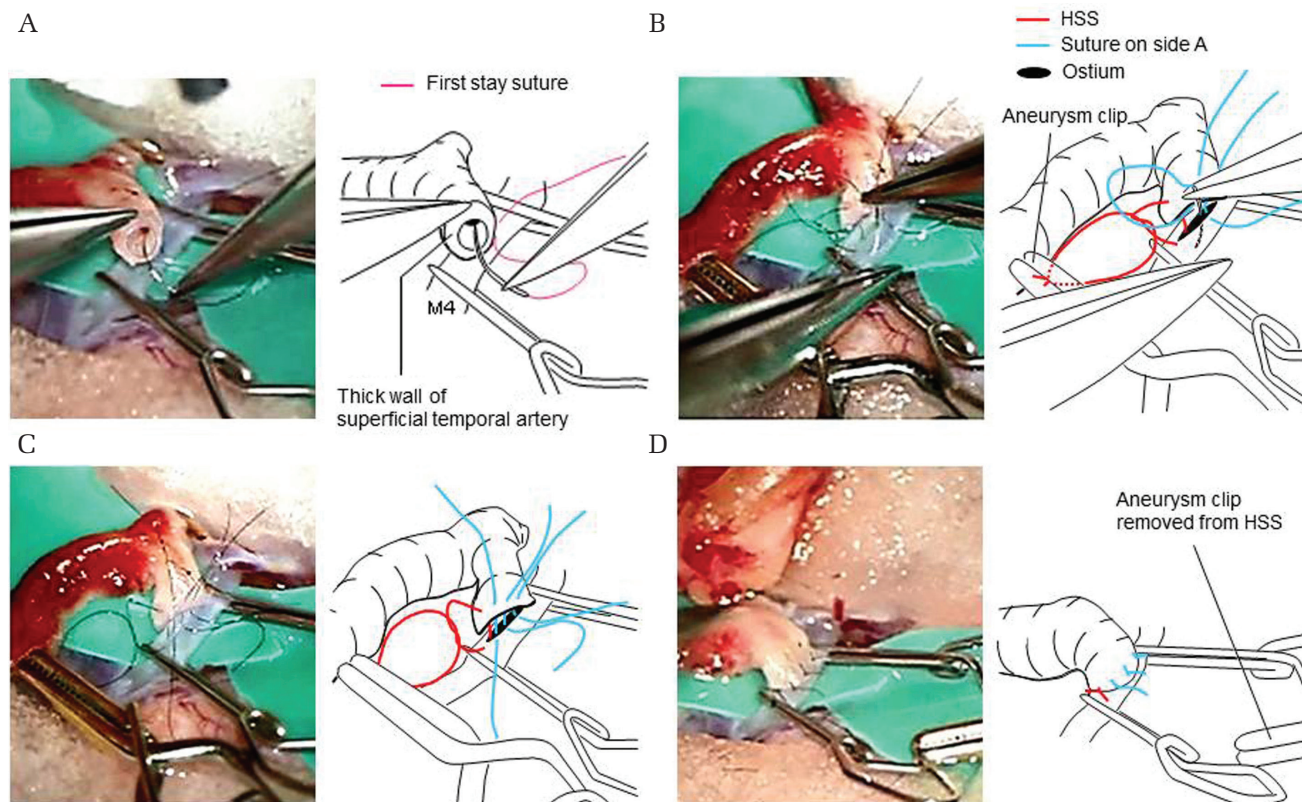 A
First stay suture
M4
Thick wall of
superficial temporal artery
B
HSS
Suture on side A
Ostium
Aneurysm clip
C
D
Aneurysm clip
removed from HSS